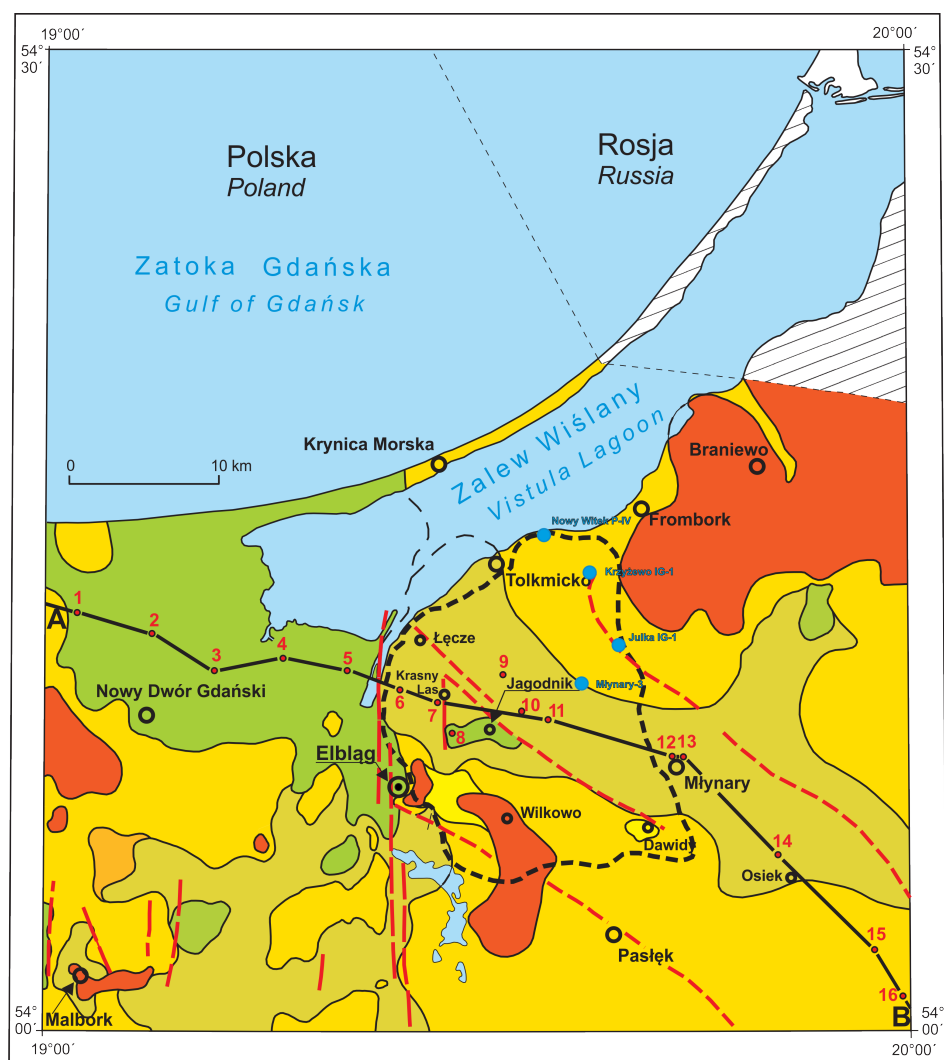 19°00´
20°00´
54°
30´
54°
30´
Polska
Poland
Rosja
Russia
Zatoka Gdańska
Gulf of Gdańsk
Zalew Wiślany
Vistula Lagoon
Krynica Morska
0
10 km
Braniewo
Frombork
Nowy Witek P-IV
Tolkmicko
Krzyżewo IG-1
A
1
2
3
4
5
Łęcze
Julka IG-1
Krasny
Las
9
Jagodnik
Młynary-3
6
7
8
10
11
Nowy Dwór Gdański
Elbląg
12
13
Młynary
Wilkowo
Dawidy
14
Osiek
Pasłęk
15
16
B
Malbork
54°
00´
54°
00´
19°00´
20°00´